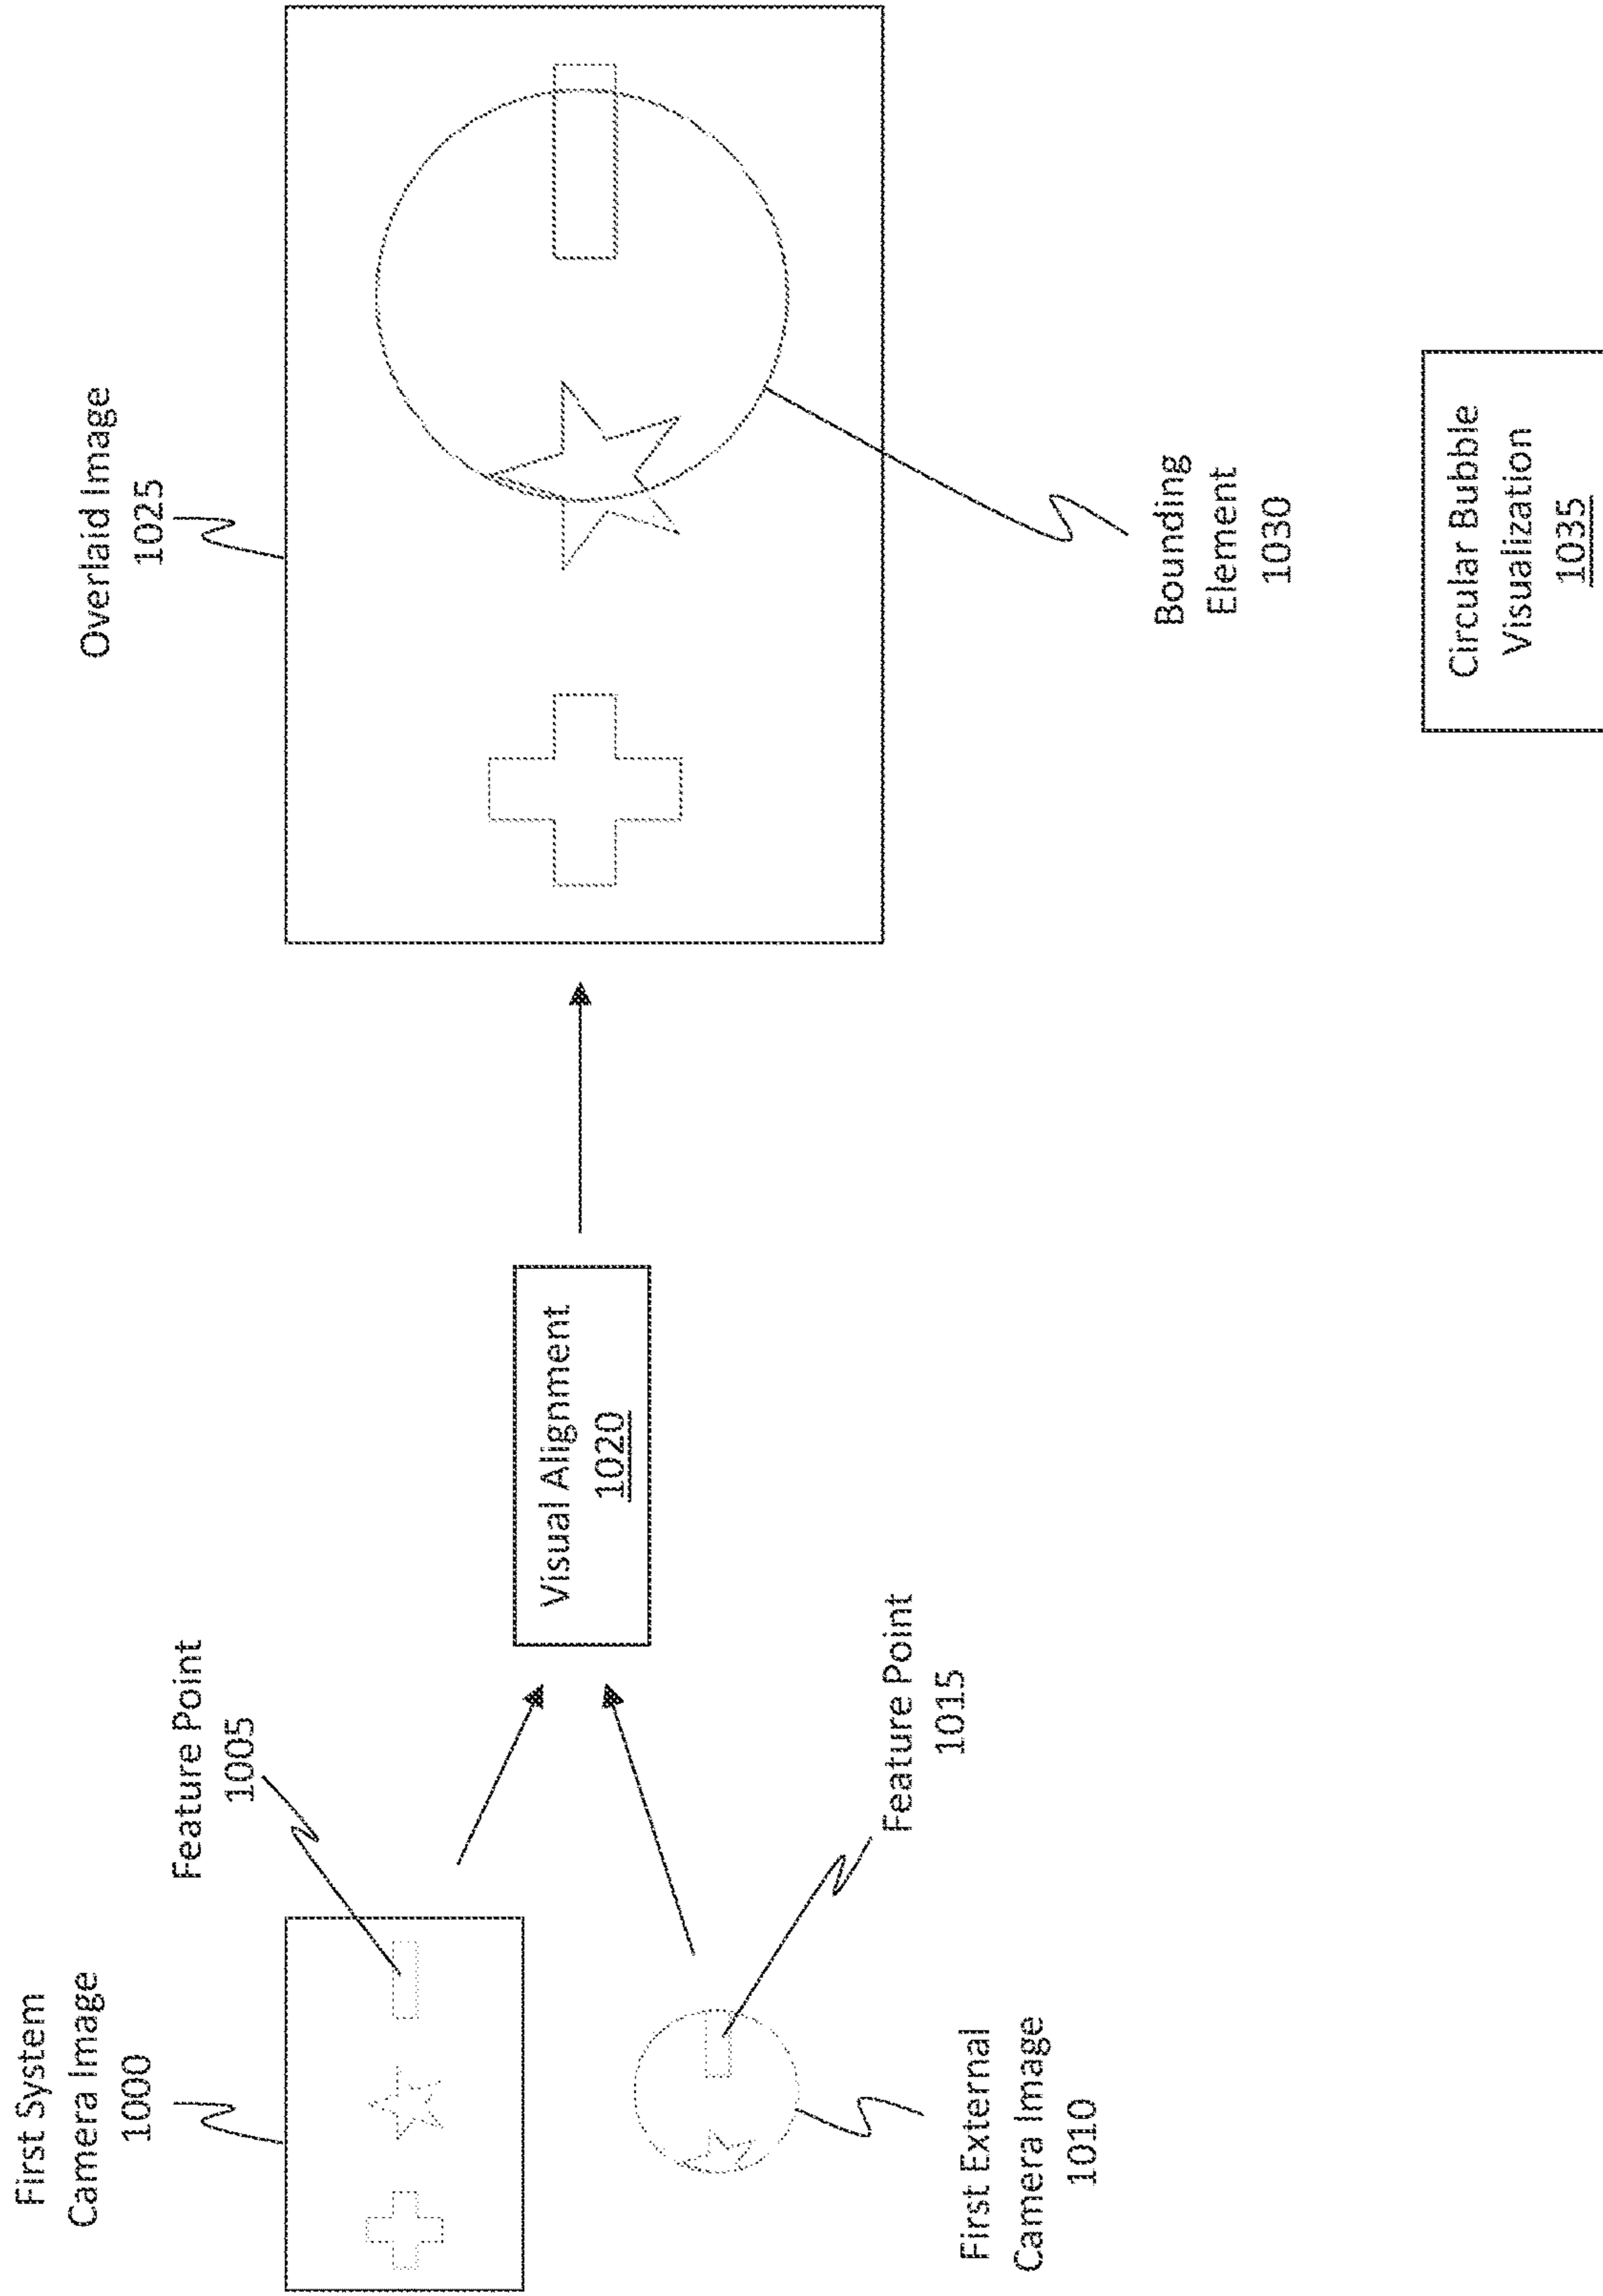 First System
Camera Image
1000
Feature Point
1005
First External
Camera Image
1010
Feature Point
1015
Visual Alignment
1020
Overlaid Image
1025
Bounding
Element
1030
Circular Bubble
Visualization
1035